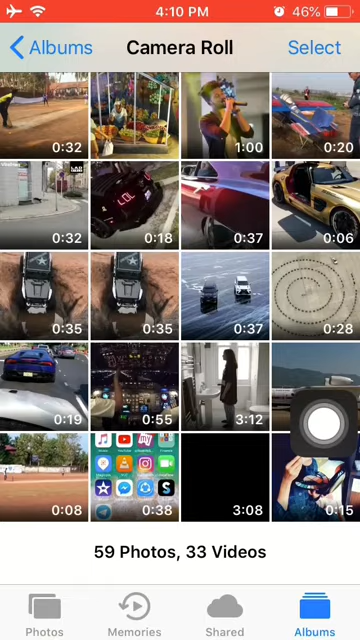 4:10 PM 46%
Albums Camera Roll Select
0:32 1:00 0:20
0:32 0:18 0:37 0:06
LOL
0:35 0:35 0:37 0:28
0:19 0:55 3:12
0:08 0:38 3:08 0:15
59 Photos, 33 Videos
Photos Memories Shared Albums